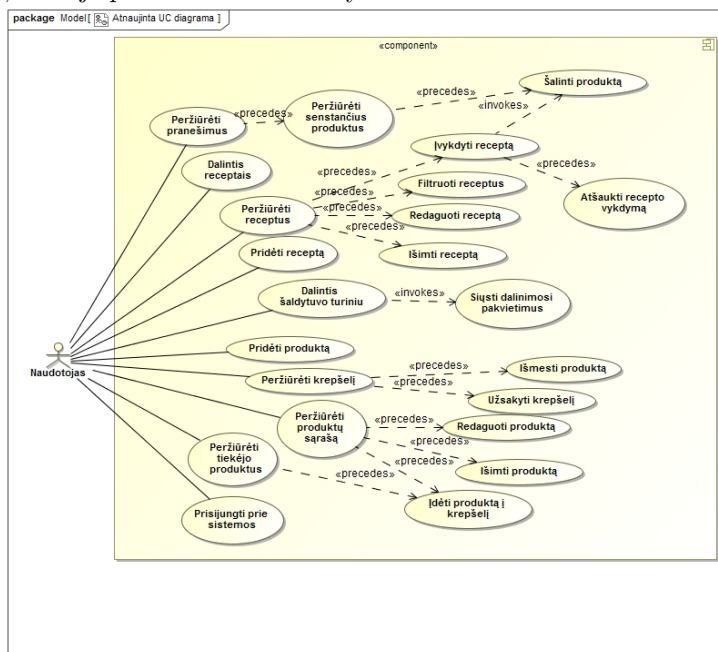 package Model[ Atnaujinta UC diagrama ]
«component»
Šalinti produktą
«precedes»
Peržiūrėti
senstančius
produktus
Peržiūrėti
pranešimus
«precedes»
«invokes»
Įvykdyti receptą
«precedes»
Dalintis
receptais
«precedes»
Filtruoti receptus
«precedes»
Atšaukti recepto
vykdymą
Peržiūrėti
receptus
«precedes»
Redaguoti receptą
«precedes»
Išimti receptą
Pridėti receptą
Dalintis
šaldytuvo turiniu
«invokes»
Siųsti dalinimosi
pakvietimus
Pridėti produktą
Naudotojas
«precedes»
Išmesti produktą
Peržiūrėti krepšelį
«precedes»
Užsakyti krepšelį
Peržiūrėti
produktų
sąrašą
«precedes»
Redaguoti produktą
«precedes»
Peržiūrėti
tiekėjo
produktus
«precedes»
Išimti produktą
«precedes»
Įdėti produktą į
krepšelį
Prisijungti prie
sistemos